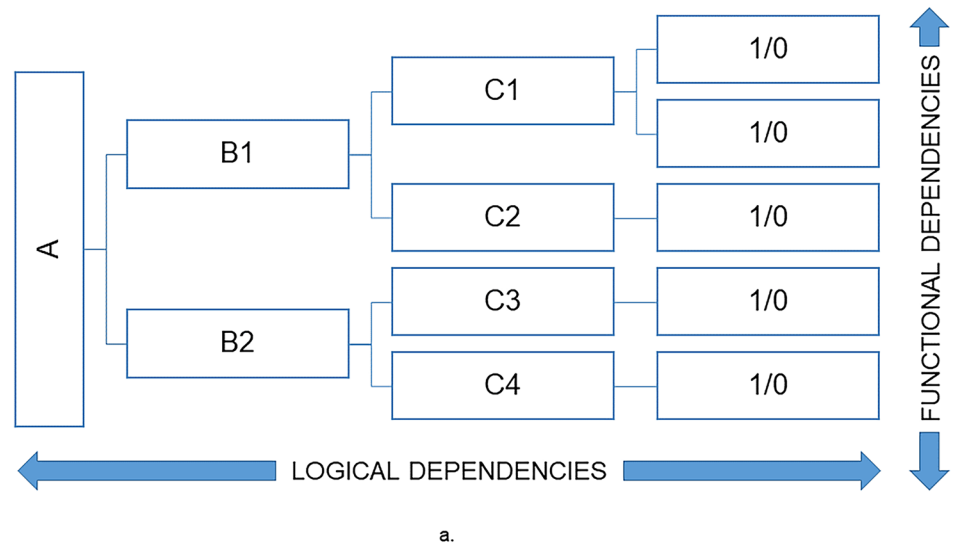 A
B1
B2
C1
C2
C3
C4
1/0
1/0
1/0
1/0
1/0
FUNCTIONAL DEPENDENCIES
LOGICAL DEPENDENCIES
a.